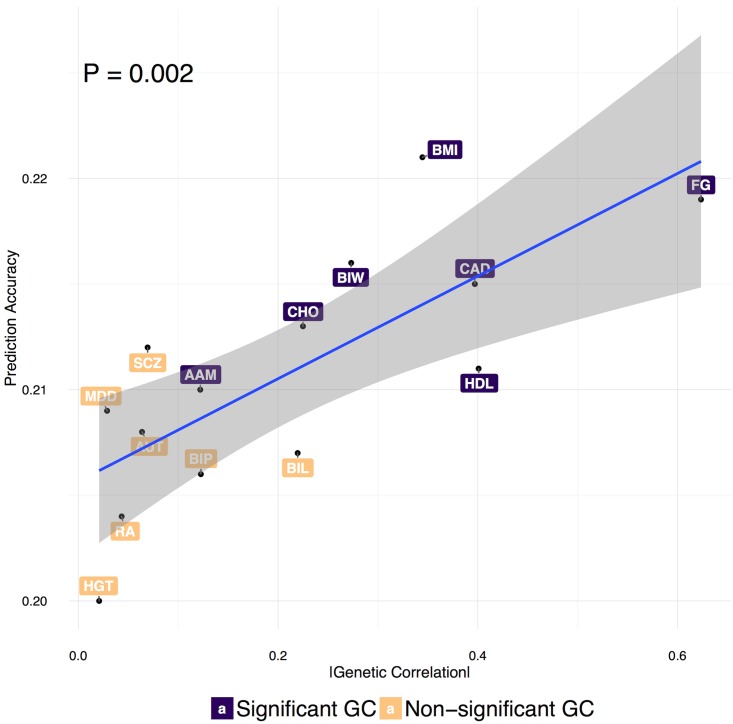 P = 0.002
BMI
0.22
FG
CAD
BIW
CHO
SCZ
AAM
HDL
0.21
MDD
AUT
BIP
BIL
RA
HGT
0.20
Prediction Accuracy
0.0 0.2 0.4 0.6
|Genetic Correlation|
a Significant GC a Non−significant GC